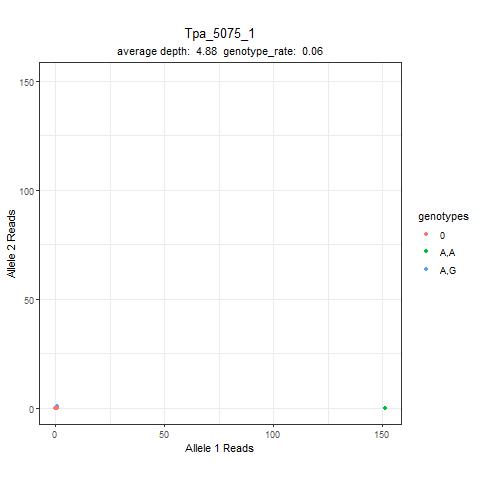 Tpa_5075_1
average depth: 4.88 genotype_rate: 0.06
150
100
50
0
Allele 2 Reads
0 50 100 150
Allele 1 Reads
genotypes
0
A,A
A,G